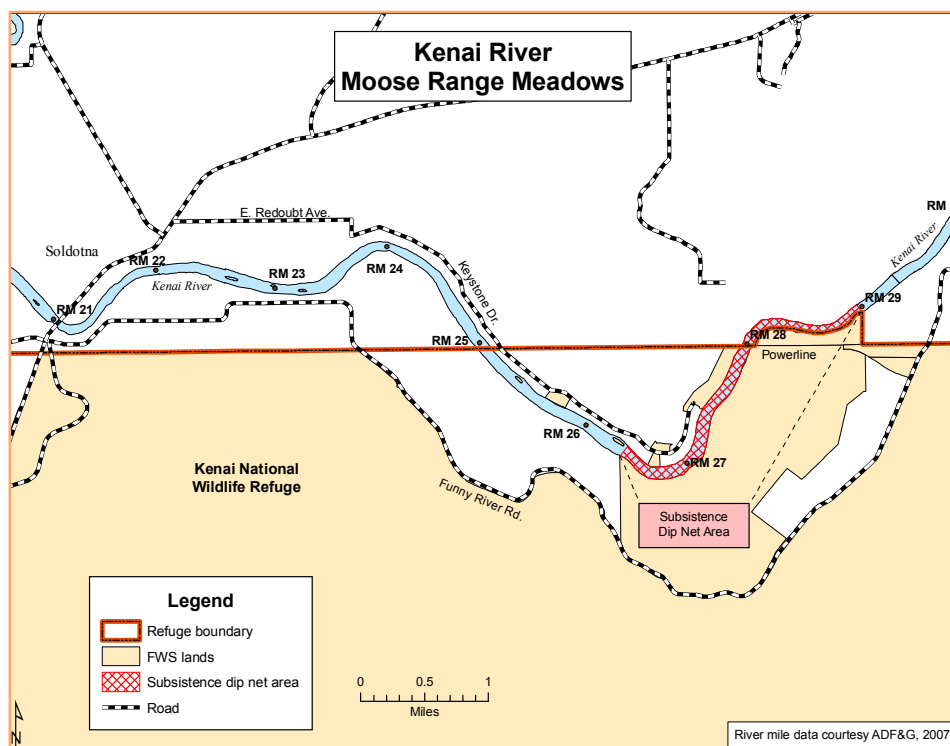 Kenai River
Moose Range Meadows
RM
Kenai River
E. Redoubt Ave.
Soldotna
RM 22
RM 23
RM 24
Kenai River
Keystone Dr.
RM 21
RM 29
RM 25
RM 28
Powerline
RM 26
RM 27
Kenai National
Wildlife Refuge
Funny River Rd.
Subsistence
Dip Net Area
Legend
Refuge boundary
FWS lands
Subsistence dip net area
Road
0 0.5 1
Miles
N
River mile data courtesy ADF&G, 2007